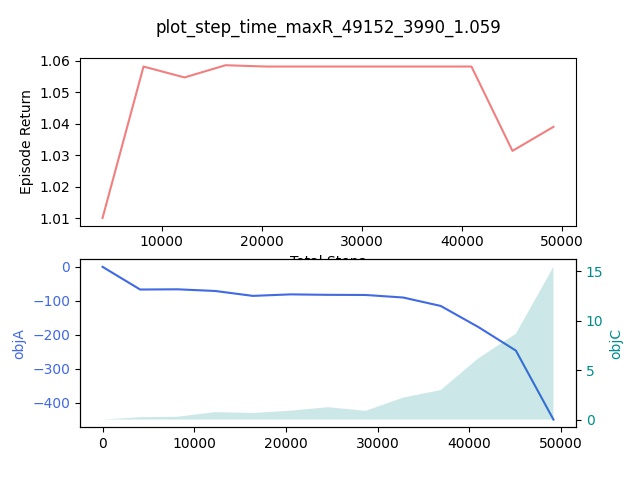 plot_step_time_maxR_49152_3990_1.059
1.06
1.05
1.04
1.03
1.02
1.01
Episode Return
10000 20000 30000 40000 50000
0
−100
−200
−300
−400
objA
15
10
5
0
objC
0 10000 20000 30000 40000 50000